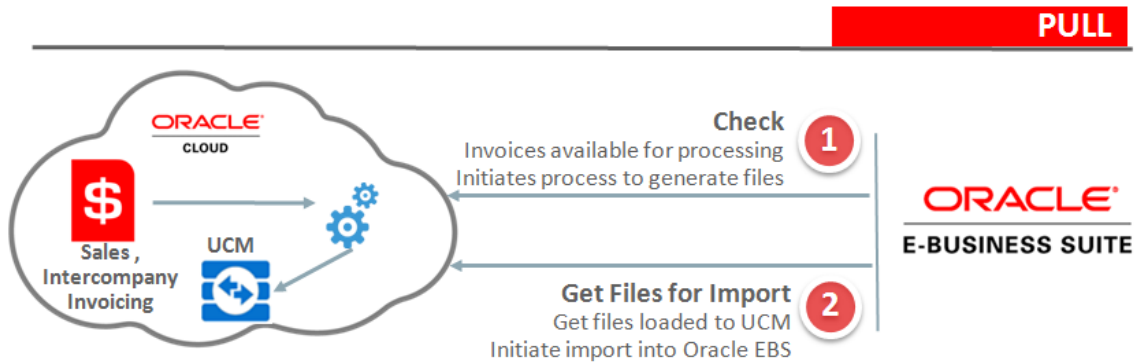 PULL
ORACLE
CLOUD
$
Sales ,
Intercompany
Invoicing
UCM
Check
Invoices available for processing
Initiates process to generate files
1
Get Files for Import
Get files loaded to UCM
Initiate import into Oracle EBS
2
ORACLE
E-BUSINESS SUITE